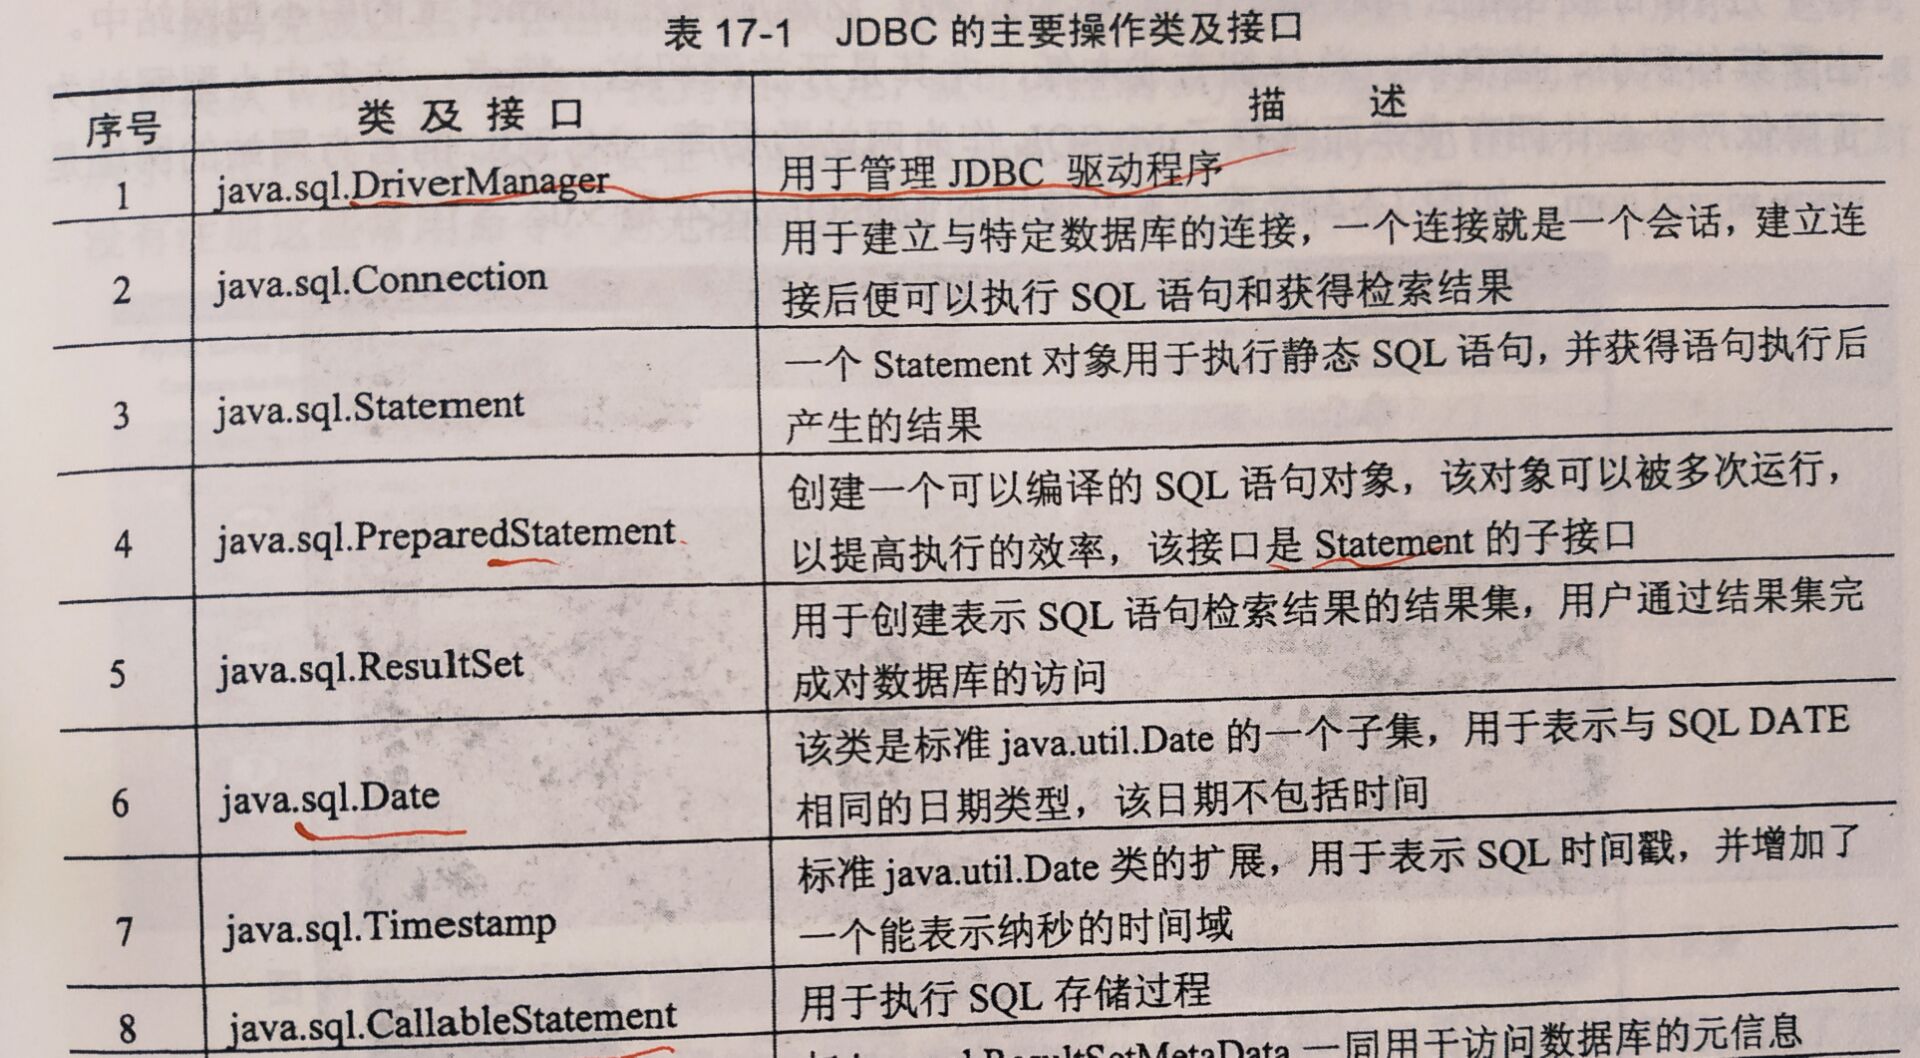 表 17-1 JDBC 的主要操作类及接口
序号 类及接口 描述
1 java.sql.DriverManager 用于管理 JDBC 驱动程序
2 java.sql.Connection 用于建立与特定数据库的连接，一个连接就是一个会话，建立连
接后便可以执行 SQL 语句和获得检索结果
3 java.sql.Statement 一个 Statement 对象用于执行静态 SQL 语句，并获得语句执行后
产生的结果
4 java.sql.PreparedStatement 创建一个可以编译的 SQL 语句对象，该对象可以被多次运行，
以提高执行的效率，该接口是 Statement 的子接口
5 java.sql.ResultSet 用于创建表示 SQL 语句检索结果的结果集，用户通过结果集完
成对数据库的访问
6 java.sql.Date 该类是标准 java.util.Date 的一个子集，用于表示与 SQL DATE
相同的日期类型，该日期不包括时间
7 java.sql.Timestamp 标准 java.util.Date 类的扩展，用于表示 SQL 时间戳，并增加了
一个能表示纳秒的时间域
8 java.sql.CallableStatement 用于执行 SQL 存储过程
ResultSetMetaData 一同用于访问数据库的元信息